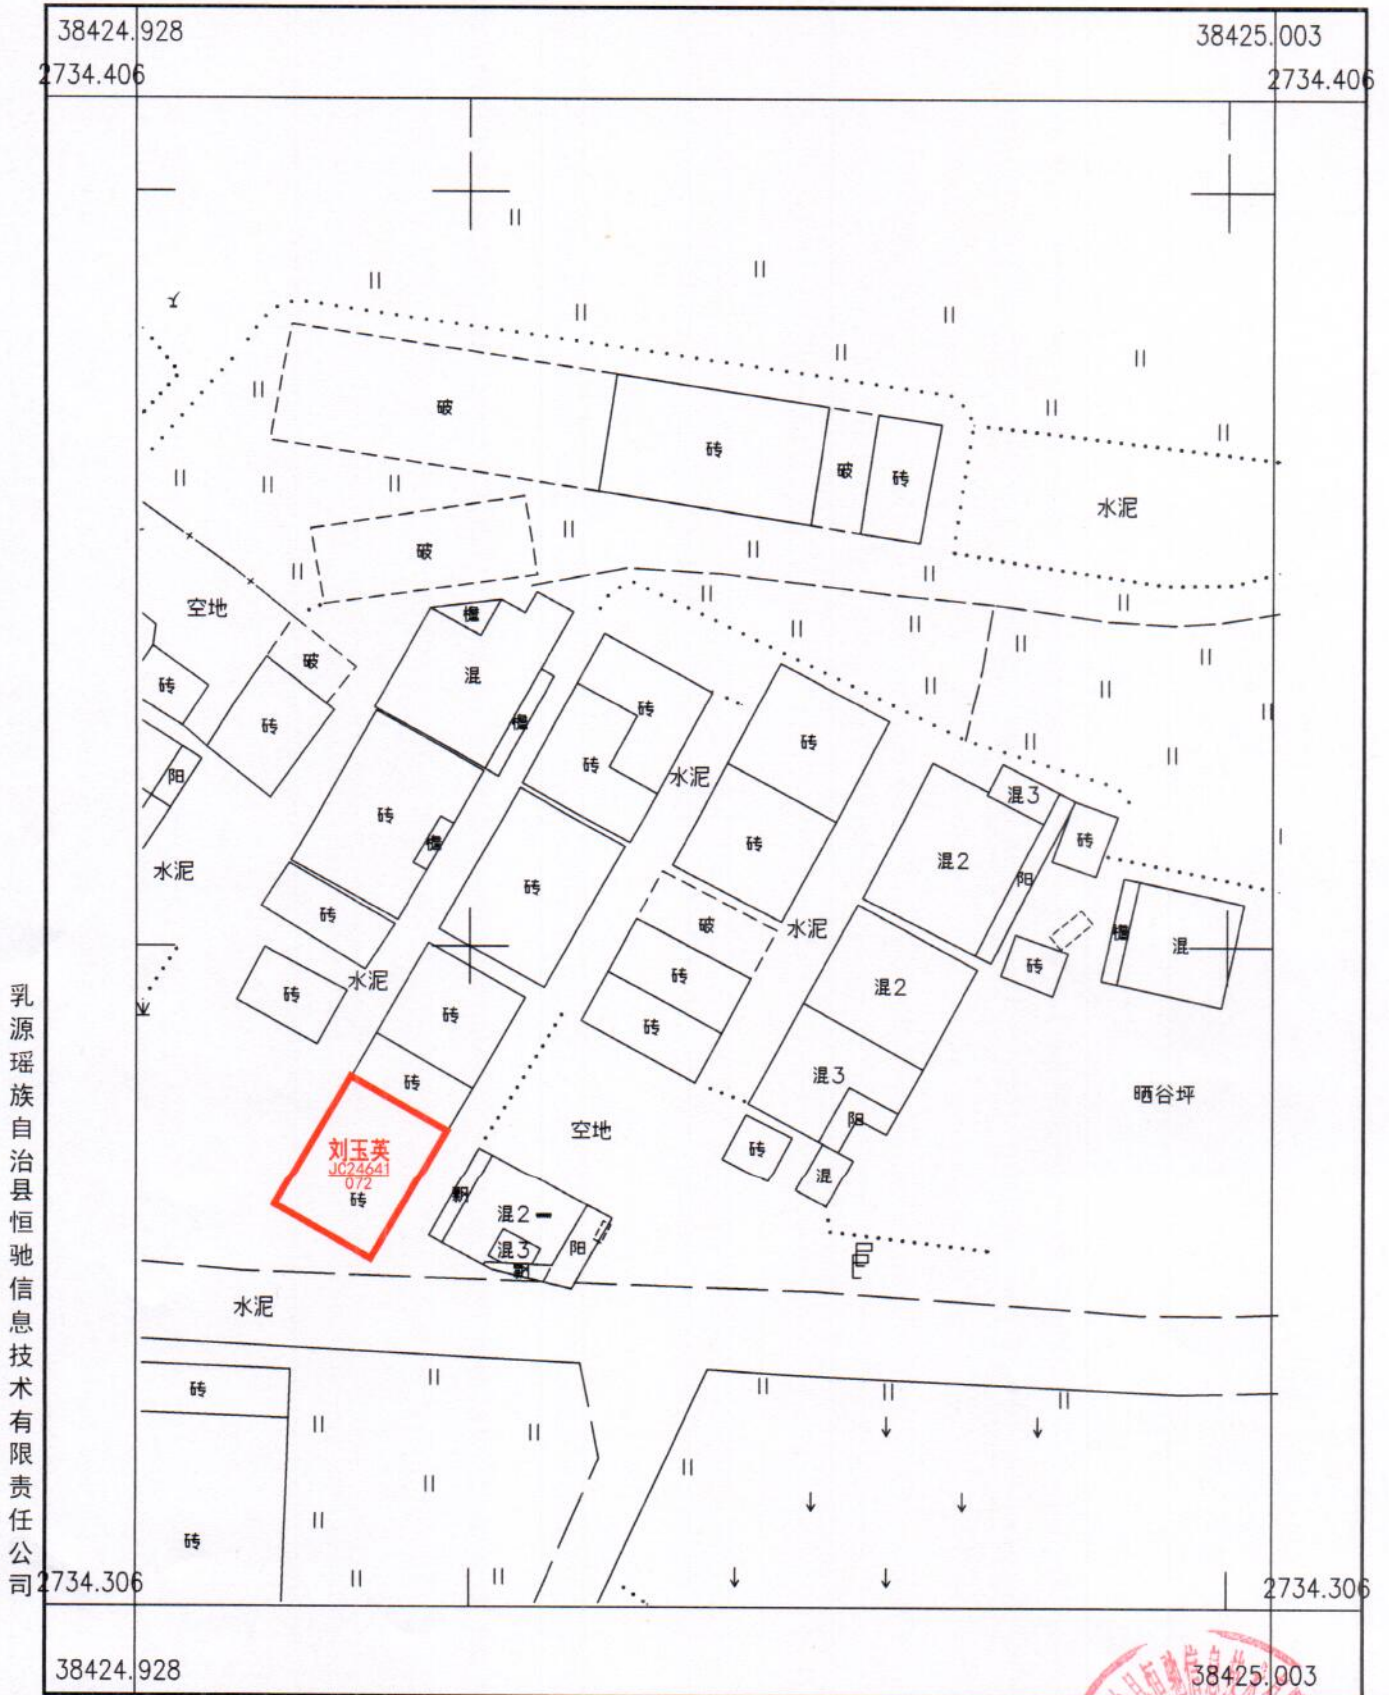 38424.928
38425.003
2734.406
2734.406
破
砖
破
砖
水泥
破
空地
檐
破
混
砖
砖
檐
砖
砖
砖
水泥
阳
混3
砖
檐
砖
砖
混2
阳
水泥
砖
砖
破
水泥
檐
混
砖
水泥
砖
混2
砖
砖
砖
砖
混3
晒谷坪
阳
空地
砖
刘玉英
JC24641
072
砖
混
混2
混3
阳
水泥
砖
砖
乳源瑶族自治县恒驰信息技术有限责任公司
2734.306
2734.306
38424.928
38425.003